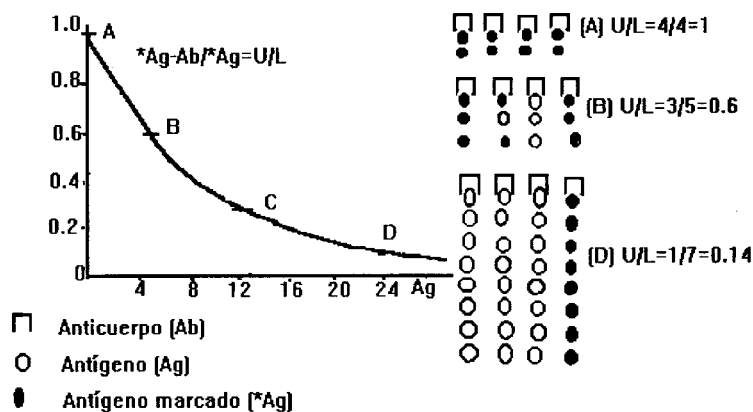 1.0
A
*Ag-Ab/*Ag=U/L
0.8
0.6
B
0.4
C
0.2
D
0
4
8
12
16
20
24
Ag
(A) U/L=4/4=1
(B) U/L=3/5=0.6
(D) U/L=1/7=0.14
Anticuerpo (Ab)
Antígeno (Ag)
Antígeno marcado (*Ag)